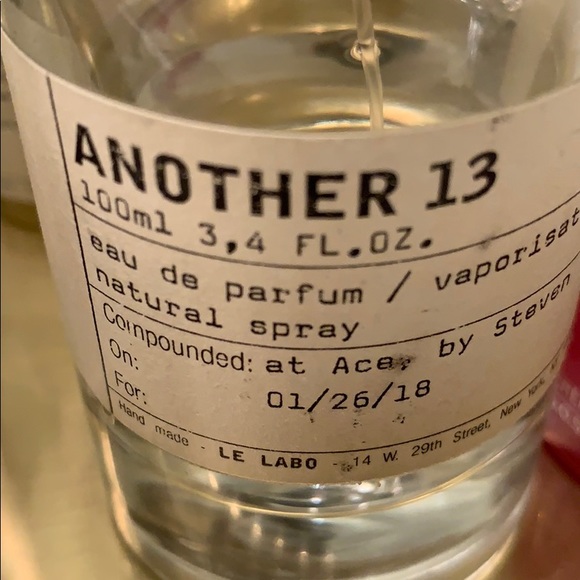 ANOTHER 13
100ml 3,4 FL.OZ.
eau de parfum / vaporisat
natural spray
Compounded: at Ace, by Steven
On: 01/26/18
For:
Hand made - LE LABO - 14 W. 29th Street, New York,